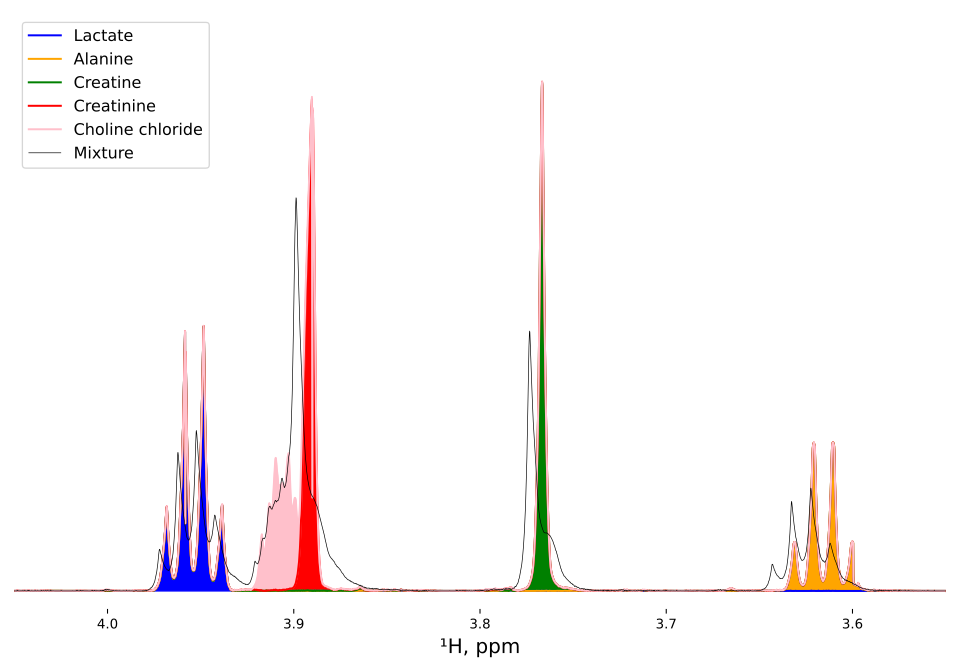 Lactate
Alanine
Creatine
Creatinine
Choline chloride
Mixture
4.0 3.9 3.8 3.7 3.6
¹H, ppm